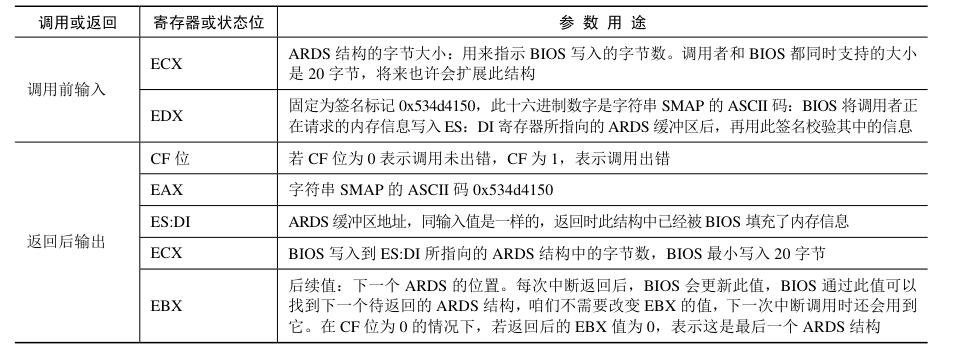 调用或返回 寄存器或状态位 参 数 用 途
调用前输入
ECX
ARDS 结构的字节大小：用来指示 BIOS 写入的字节数。调用者和 BIOS 都同时支持的大小
是 20 字节，将来也许会扩展此结构
EDX
固定为签名标记 0x534d4150，此十六进制数字是字符串 SMAP 的 ASCII 码：BIOS 将调用者正
在请求的内存信息写入 ES：DI 寄存器所指向的 ARDS 缓冲区后，再用此签名校验其中的信息
返回后输出
CF 位
若 CF 位为 0 表示调用未出错，CF 为 1，表示调用出错
EAX
字符串 SMAP 的 ASCII 码 0x534d4150
ES:DI
ARDS 缓冲区地址，同输入值是一样的，返回时此结构中已经被 BIOS 填充了内存信息
ECX
BIOS 写入到 ES:DI 所指向的 ARDS 结构中的字节数，BIOS 最小写入 20 字节
EBX
后续值：下一个 ARDS 的位置。每次中断返回后，BIOS 会更新此值，BIOS 通过此值可以
找到下一个待返回的 ARDS 结构，咱们不需要改变 EBX 的值，下一次中断调用时还会用到
它。在 CF 位为 0 的情况下，若返回后的 EBX 值为 0，表示这是最后一个 ARDS 结构